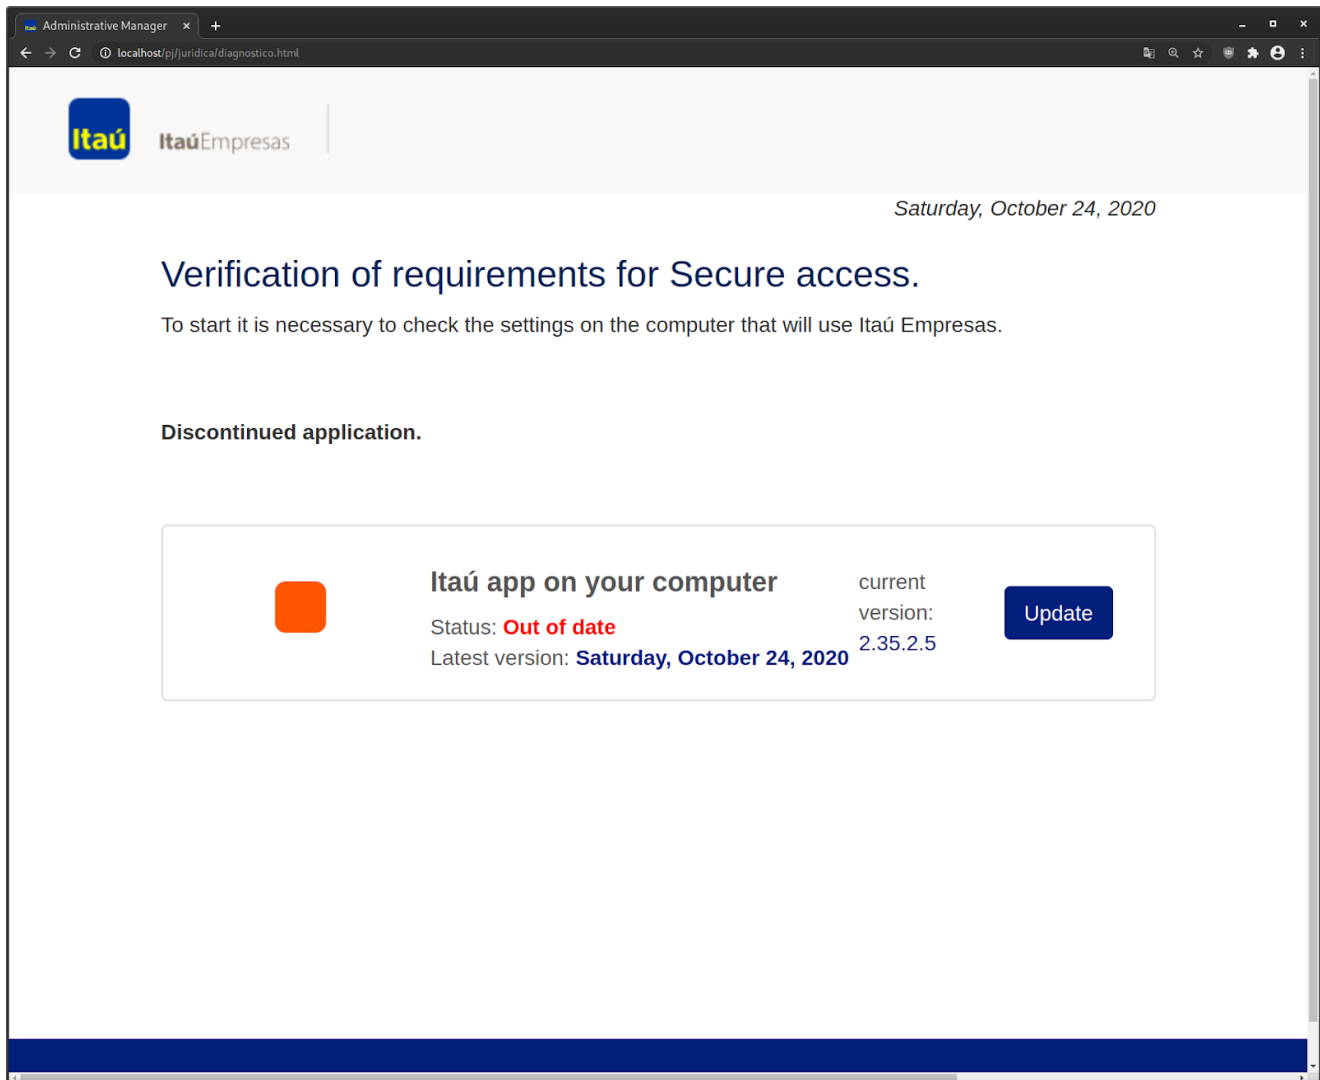 Itaú Administrative Manager
localhost/pj/juridica/diagnostico.html
Itaú
ItaúEmpresas
Saturday, October 24, 2020
Verification of requirements for Secure access.
To start it is necessary to check the settings on the computer that will use Itaú Empresas.
Discontinued application.
Itaú app on your computer
Status: Out of date
Latest version: Saturday, October 24, 2020
current
version:
2.35.2.5
Update